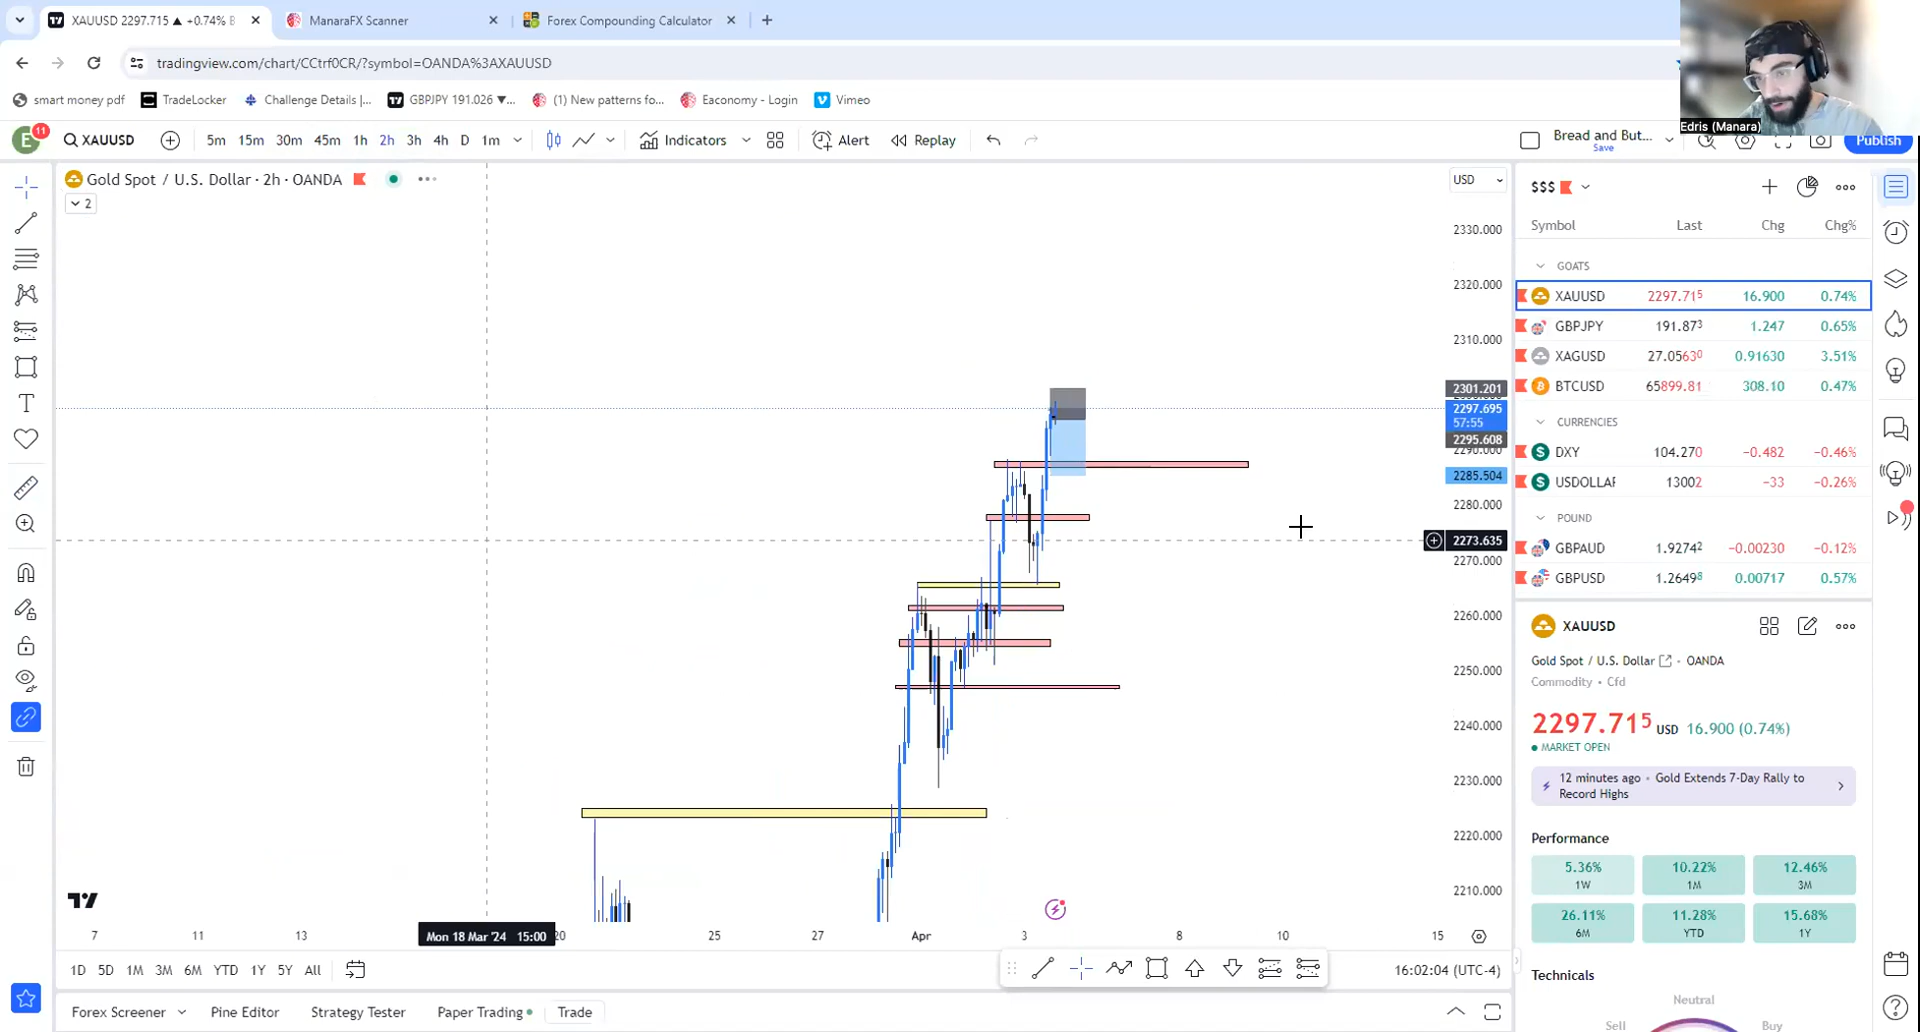 XAUUSD 2297.715 ▲ +0.74% B
ManaraFX Scanner
Forex Compounding Calculator
tradingview.com/chart/CCtrf0CR/?symbol=OANDA%3AXAUUSD
smart money pdf
TradeLocker
Challenge Details |...
GBPJPY 191.026 ▼...
(1) New patterns fo...
Eaconomy - Login
Vimeo
Edris (Manara)
E
11
XAUUSD
5m 15m 30m 45m 1h 2h 3h 4h D 1m
Indicators
Alert
Replay
Bread and But...
Save
Publish
Gold Spot / U.S. Dollar · 2h · OANDA
2
USD
2330.000
2320.000
2310.000
2301.201
2297.695
57:55
2295.608
2290.000
2285.504
2280.000
2273.635
2270.000
2260.000
2250.000
2240.000
2230.000
2220.000
2210.000
7 11 13 Mon 18 Mar '24 15:00 20 25 27 Apr 3 8 10 15
1D 5D 1M 3M 6M YTD 1Y 5Y All
16:02:04 (UTC-4)
Forex Screener
Pine Editor
Strategy Tester
Paper Trading
Trade
$$$
Symbol Last Chg Chg%
GOATS
XAUUSD 2297.715 16.900 0.74%
GBPJPY 191.873 1.247 0.65%
XAGUSD 27.05630 0.91630 3.51%
BTCUSD 65899.81 308.10 0.47%
CURRENCIES
DXY 104.270 −0.482 −0.46%
USDOLLAR 13002 −33 −0.26%
POUND
GBPAUD 1.92742 −0.00230 −0.12%
GBPUSD 1.26498 0.00717 0.57%
XAUUSD
Gold Spot / U.S. Dollar · OANDA
Commodity · Cfd
2297.715 USD 16.900 (0.74%)
MARKET OPEN
12 minutes ago · Gold Extends 7-Day Rally to
Record Highs
Performance
5.36% 10.22% 12.46%
1W 1M 3M
26.11% 11.28% 15.68%
6M YTD 1Y
Technicals
Neutral
Sell Buy